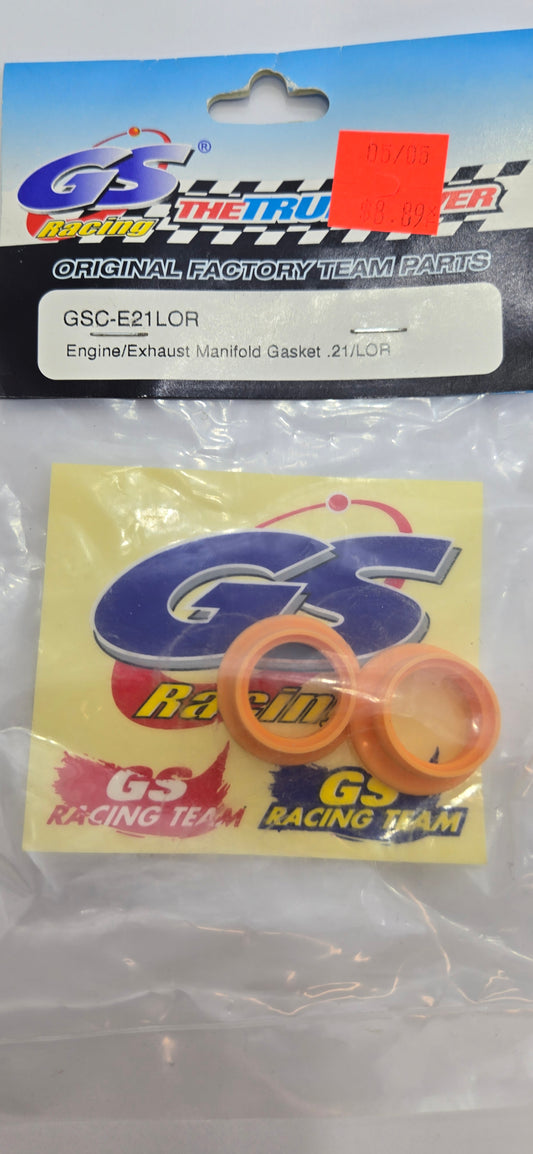 GS®
Racing
05/05
$8.89
THE TRU
ER
ORIGINAL FACTORY TEAM PARTS
GSC-E21LOR
Engine/Exhaust Manifold Gasket .21/LOR
GS
Racing
GS
RACING TEAM
GS
RACING TEAM